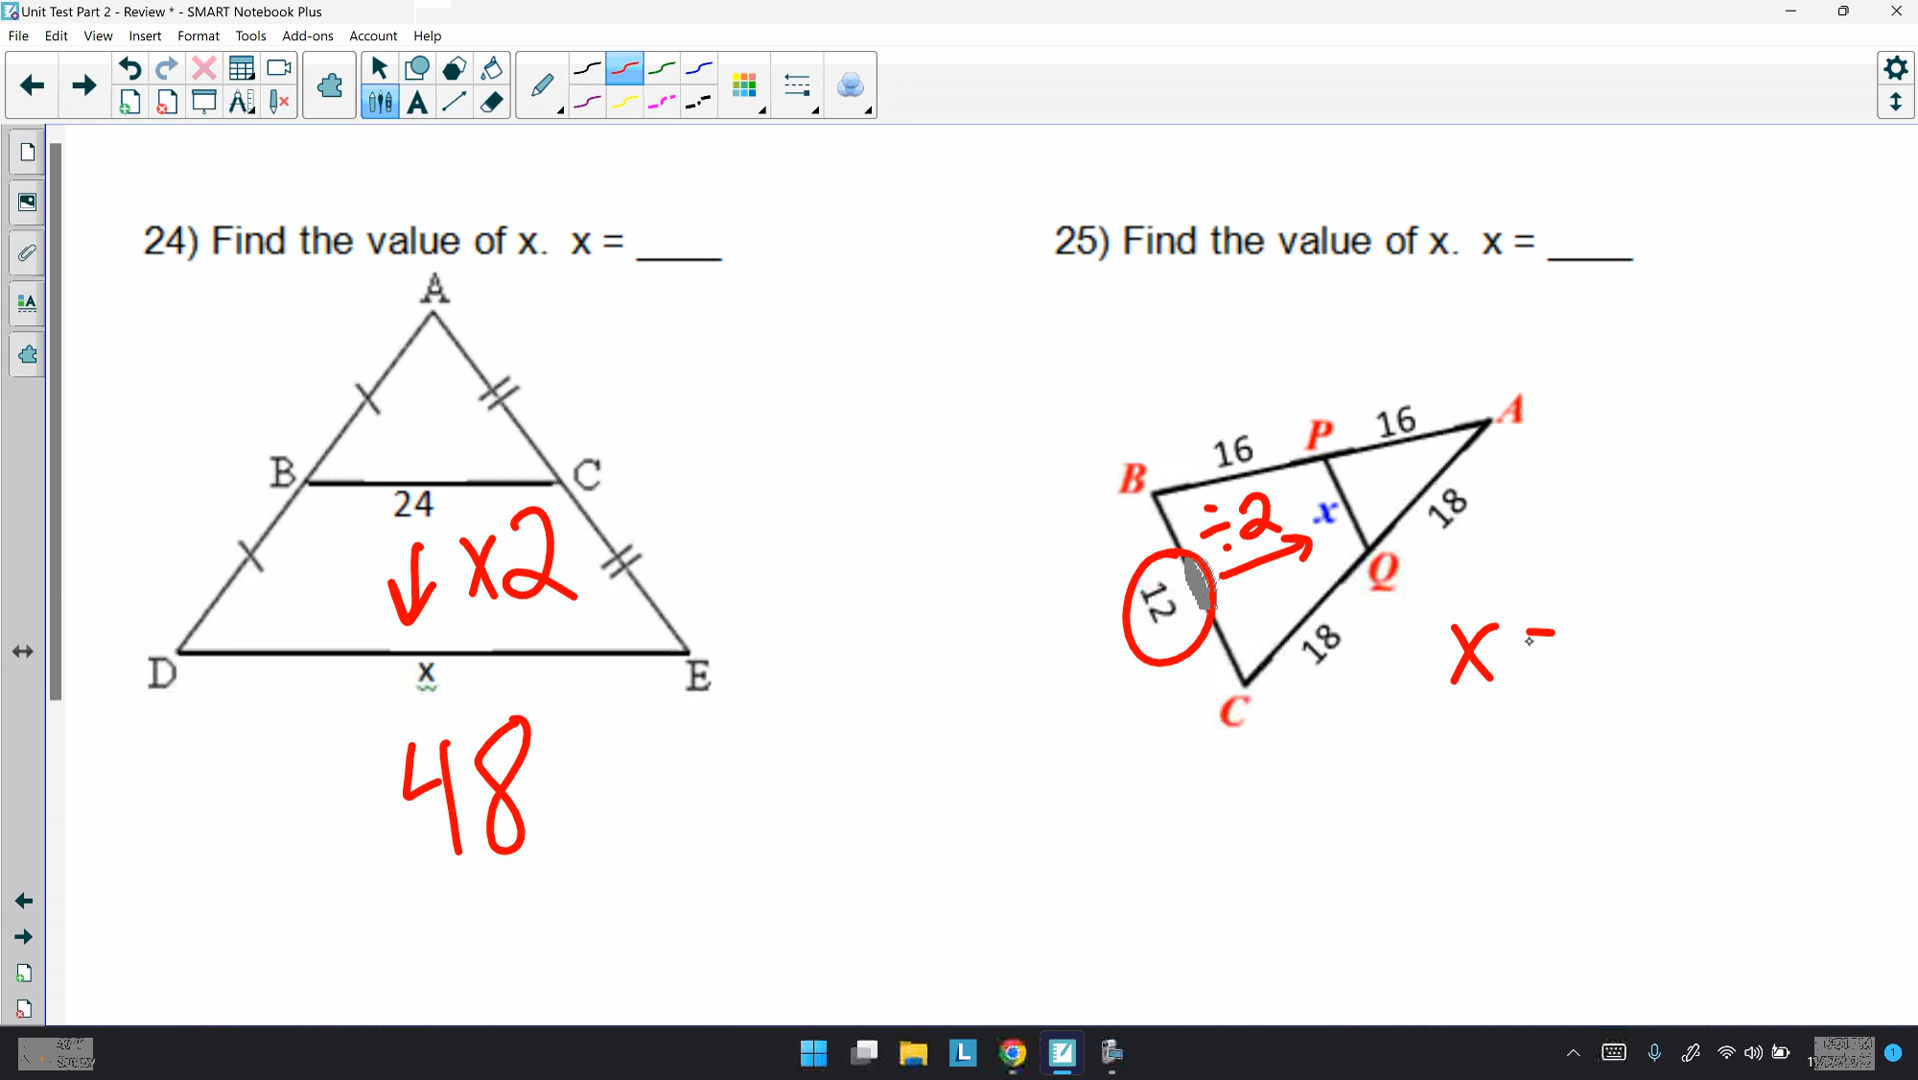 Unit Test Part 2 - Review * - SMART Notebook Plus
File Edit View Insert Format Tools Add-ons Account Help
24) Find the value of x. x = ____
A
B
C
24
x2
D
x
E
48
25) Find the value of x. x = ____
A
16
P
16
B
÷2
x
18
12
Q
18
x =
C
L
1